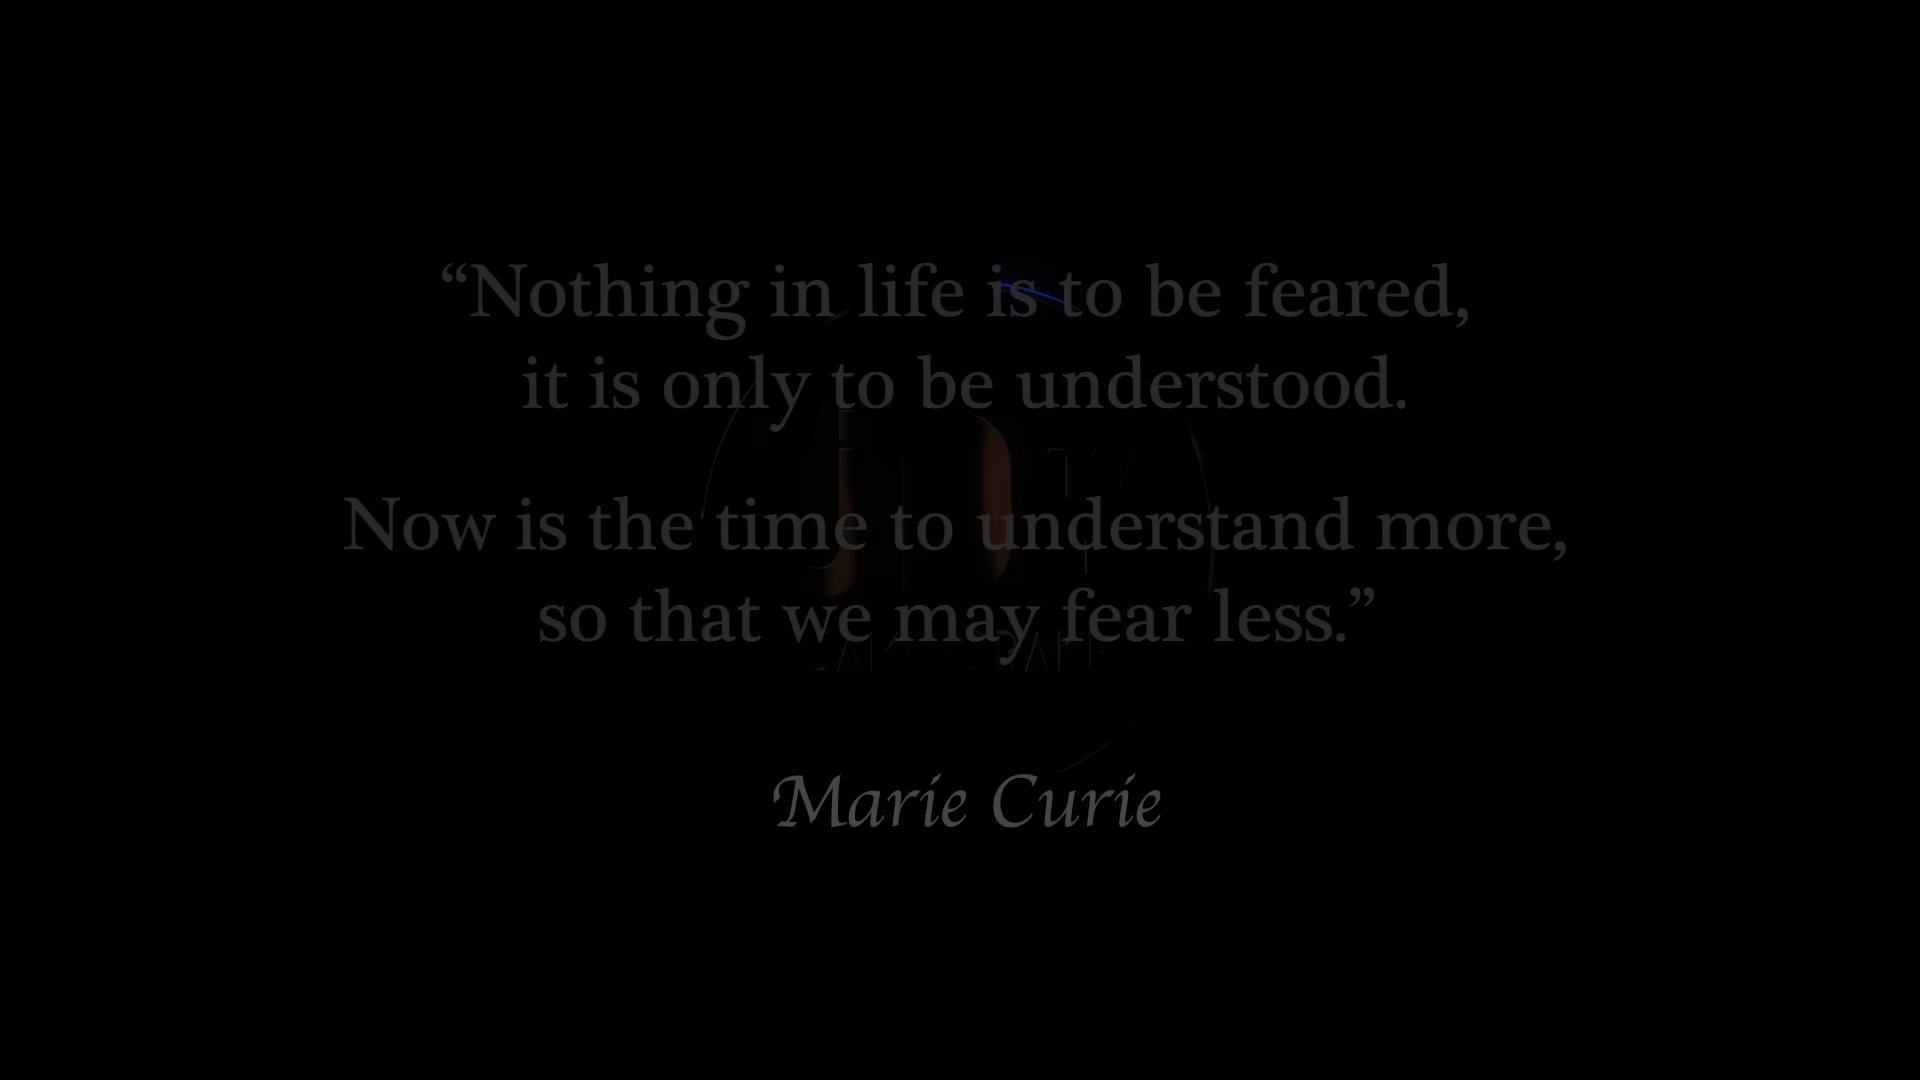 “Nothing in life is to be feared,
it is only to be understood.
Now is the time to understand more,
so that we may fear less.”
Marie Curie